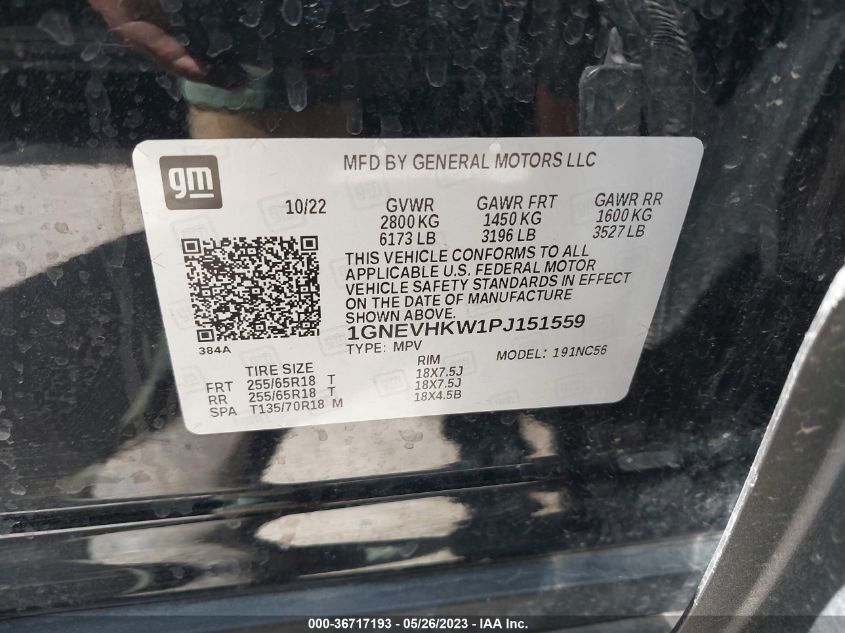 gm
MFD BY GENERAL MOTORS LLC
10/22
GVWR GAWR FRT GAWR RR
2800 KG 1450 KG 1600 KG
6173 LB 3196 LB 3527 LB
THIS VEHICLE CONFORMS TO ALL
APPLICABLE U.S. FEDERAL MOTOR
VEHICLE SAFETY STANDARDS IN EFFECT
ON THE DATE OF MANUFACTURE
SHOWN ABOVE.
1GNEVHKW1PJ151559
384A
TYPE: MPV MODEL: 191NC56
TIRE SIZE RIM
FRT 255/65R18 T 18X7.5J
RR 255/65R18 T 18X7.5J
SPA T135/70R18 M 18X4.5B
000-36717193 - 05/26/2023 - IAA Inc.